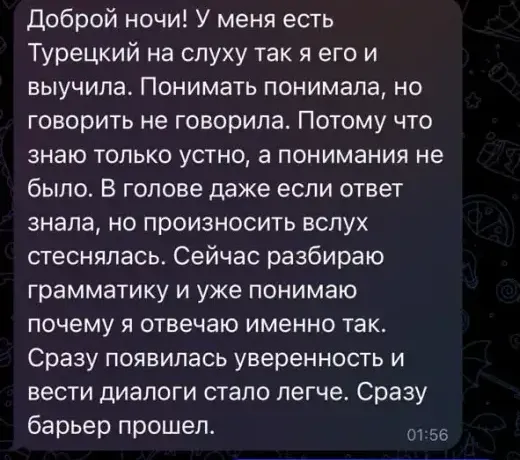 Доброй ночи! У меня есть
Турецкий на слуху так я его и
выучила. Понимать понимала, но
говорить не говорила. Потому что
знаю только устно, а понимания не
было. В голове даже если ответ
знала, но произносить вслух
стеснялась. Сейчас разбираю
грамматику и уже понимаю
почему я отвечаю именно так.
Сразу появилась уверенность и
вести диалоги стало легче. Сразу
барьер прошел.
01:56